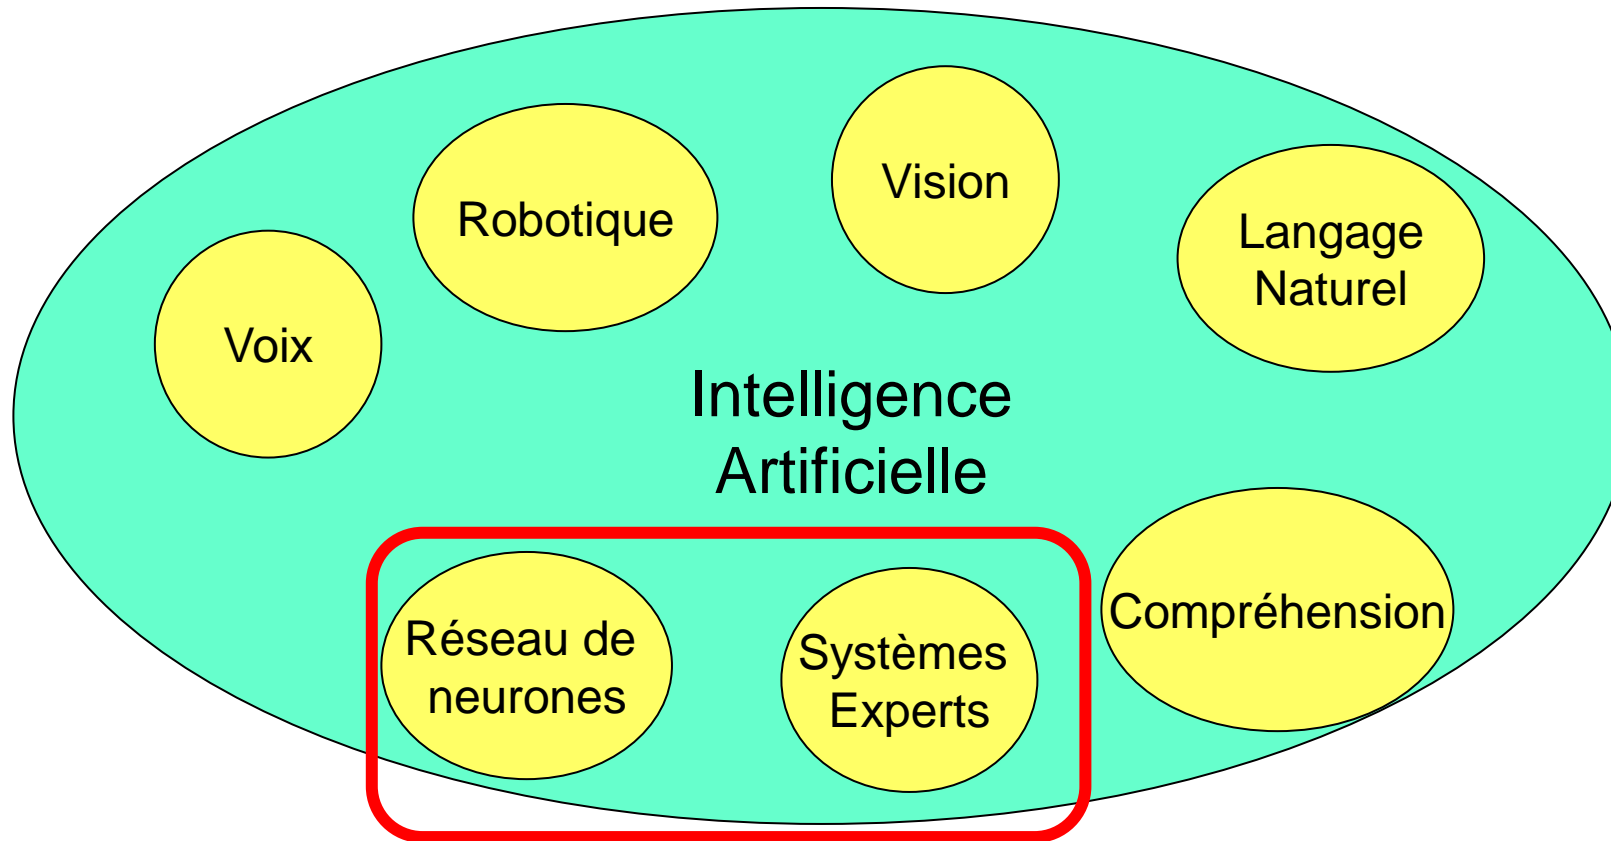 Vision
Robotique
Langage
Naturel
Voix
Intelligence
Artificielle
Réseau de
neurones
Systèmes
Experts
Compréhension